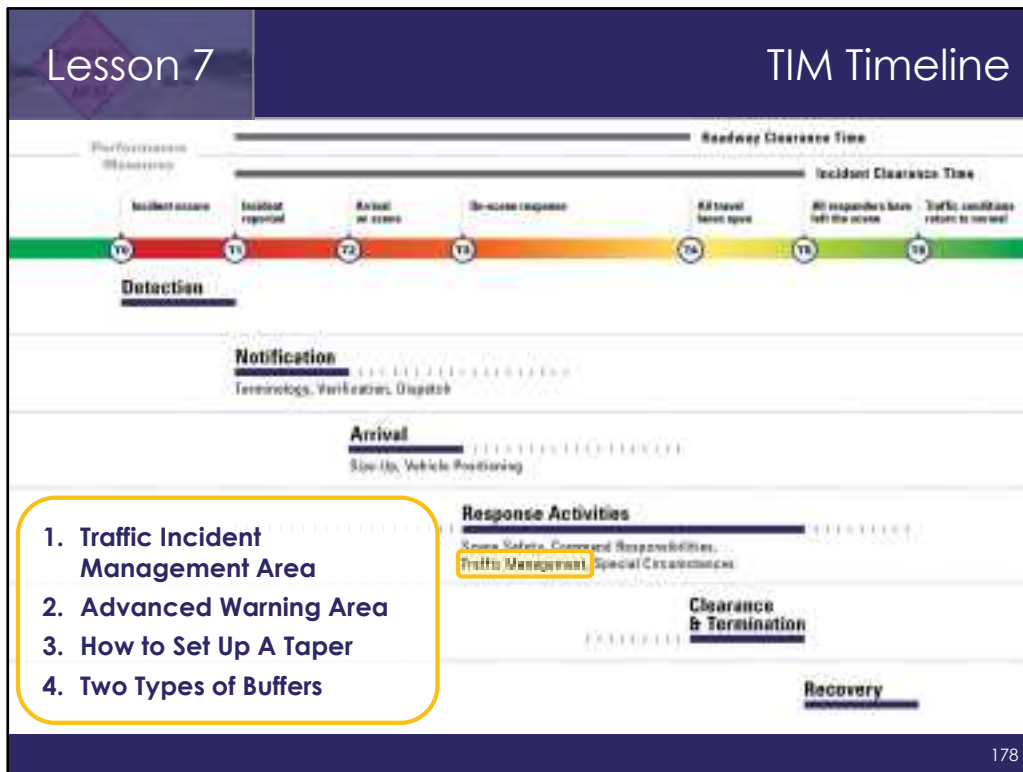 Lesson 7
TIM Timeline
Performance
Measures
Roadway Clearance Time
Incident Clearance Time
Incident occurs
Incident
reported
Arrival
on scene
On-scene response
All travel
lanes open
All responders have
left the scene
Traffic conditions
return to normal
T0
T1
T2
T3
T4
T5
T6
Detection
Notification
Terminology, Verification, Dispatch
Arrival
Size-Up, Vehicle Positioning
Response Activities
Scene Safety, Command Responsibilities,
Traffic Management, Special Circumstances
1. Traffic Incident
Management Area
2. Advanced Warning Area
3. How to Set Up A Taper
4. Two Types of Buffers
Clearance
& Termination
Recovery
178